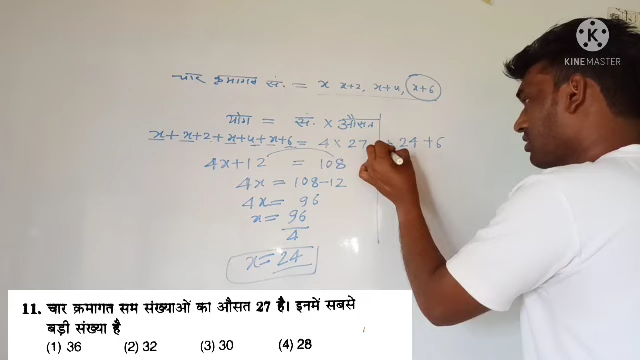 चार क्रमागत सं. = x x+2, x+4, x+6
योग = सं. × औसत
x+x+2+x+4+x+6 = 4×27
= 24+6
4x+12 = 108
4x = 108-12
4x = 96
x = 96
4
x = 24
KINEMASTER
11. चार क्रमागत सम संख्याओं का औसत 27 है। इनमें सबसे
बड़ी संख्या है
(1) 36 (2) 32 (3) 30 (4) 28